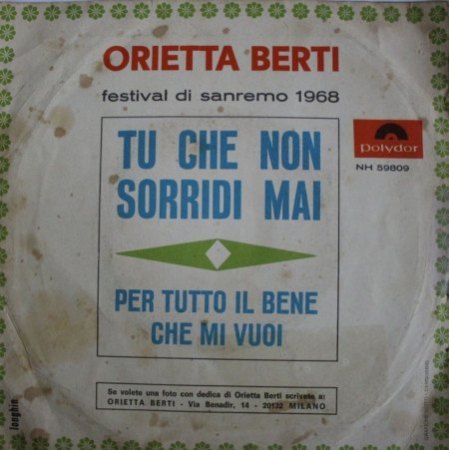 ORIETTA BERTI
festival di sanremo 1968
polydor
NH 59809
TU CHE NON
SORRIDI MAI
PER TUTTO IL BENE
CHE MI VUOI
Se volete una foto con dedica di Orietta Berti scrivete a:
ORIETTA BERTI - Via Benadir, 14 - 20132 MILANO
longhin